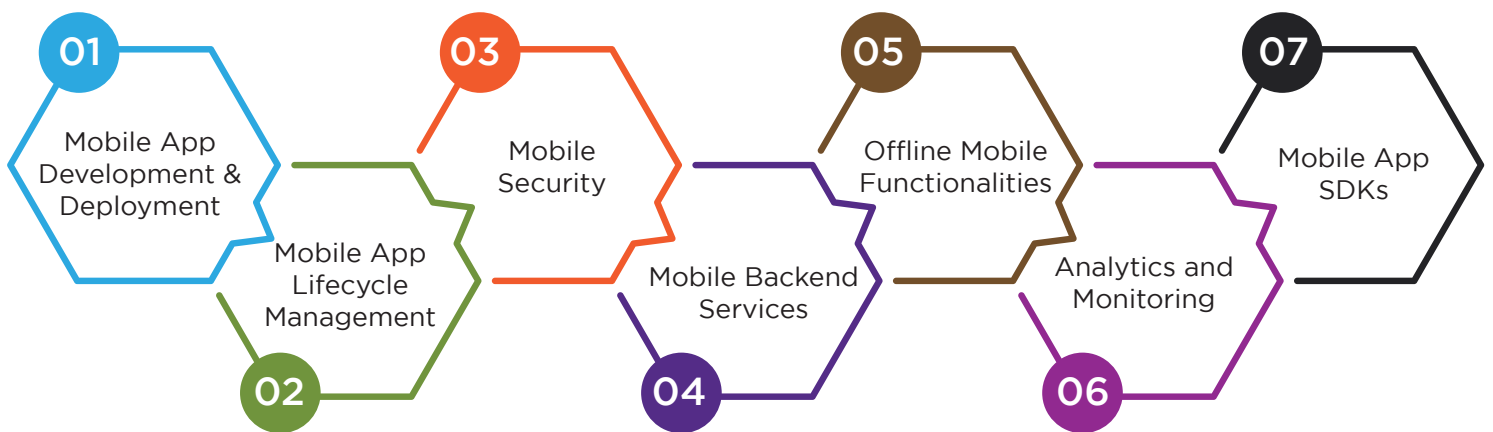 01
Mobile App
Development &
Deployment
02
Mobile App
Lifecycle
Management
03
Mobile
Security
04
Mobile Backend
Services
05
Offline Mobile
Functionalities
06
Analytics and
Monitoring
07
Mobile App
SDKs